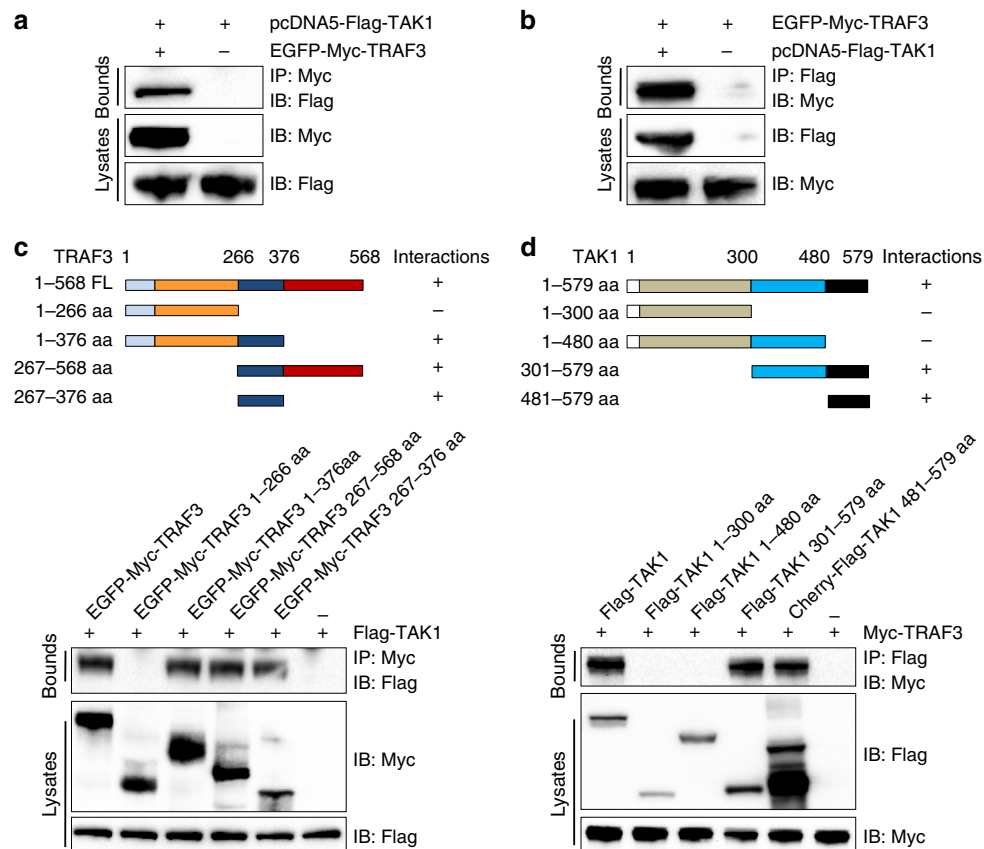 a
+ + pcDNA5-Flag-TAK1
+ – EGFP-Myc-TRAF3
Bounds
IP: Myc
IB: Flag
Lysates
IB: Myc
IB: Flag
b
+ + EGFP-Myc-TRAF3
+ – pcDNA5-Flag-TAK1
Bounds
IP: Flag
IB: Myc
Lysates
IB: Flag
IB: Myc
c
TRAF3 1 266 376 568 Interactions
1–568 FL +
1–266 aa –
1–376 aa +
267–568 aa +
267–376 aa +
EGFP-Myc-TRAF3
EGFP-Myc-TRAF3 1–266 aa
EGFP-Myc-TRAF3 1–376aa
EGFP-Myc-TRAF3 267–568 aa
EGFP-Myc-TRAF3 267–376 aa
–
+ + + + + + Flag-TAK1
Bounds
IP: Myc
IB: Flag
Lysates
IB: Myc
IB: Flag
d
TAK1 1 300 480 579 Interactions
1–579 aa +
1–300 aa –
1–480 aa –
301–579 aa +
481–579 aa +
Flag-TAK1
Flag-TAK1 1–300 aa
Flag-TAK1 1–480 aa
Flag-TAK1 301–579 aa
Cherry-Flag-TAK1 481–579 aa
–
+ + + + + + Myc-TRAF3
Bounds
IP: Flag
IB: Myc
Lysates
IB: Flag
IB: Myc